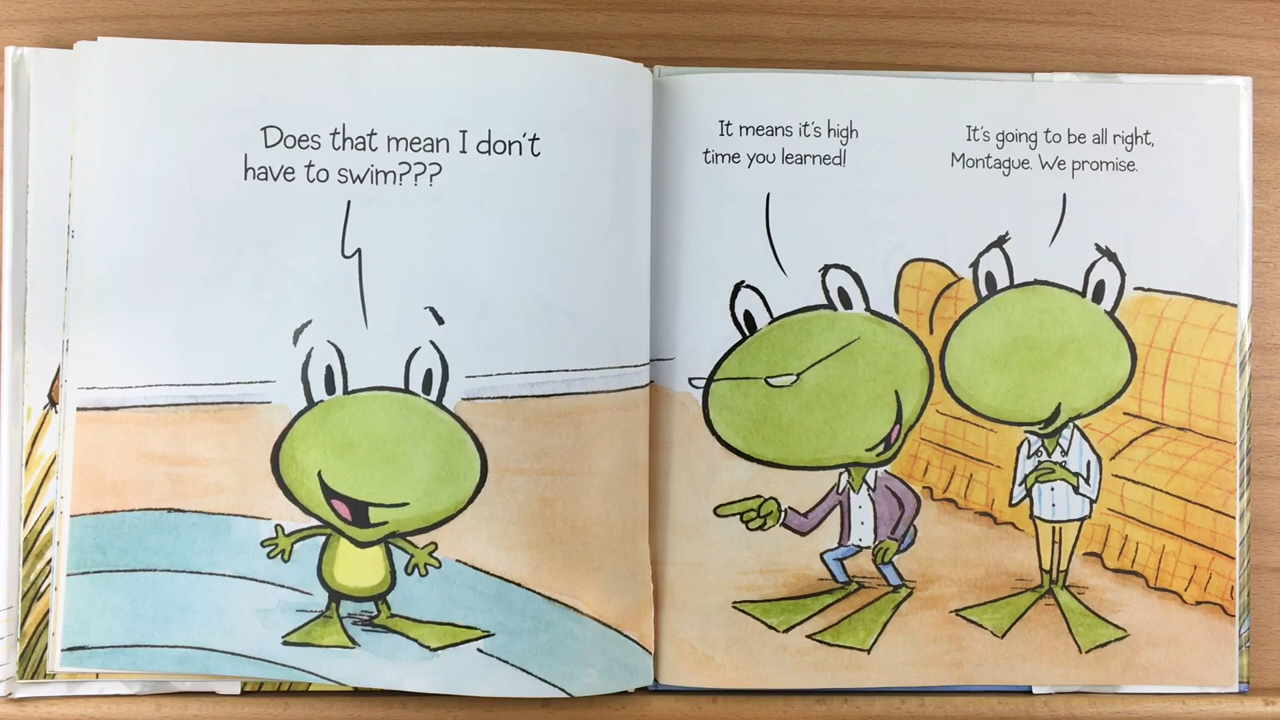 Does that mean I don't
have to swim???
It means it's high
time you learned!
It's going to be all right,
Montague. We promise.